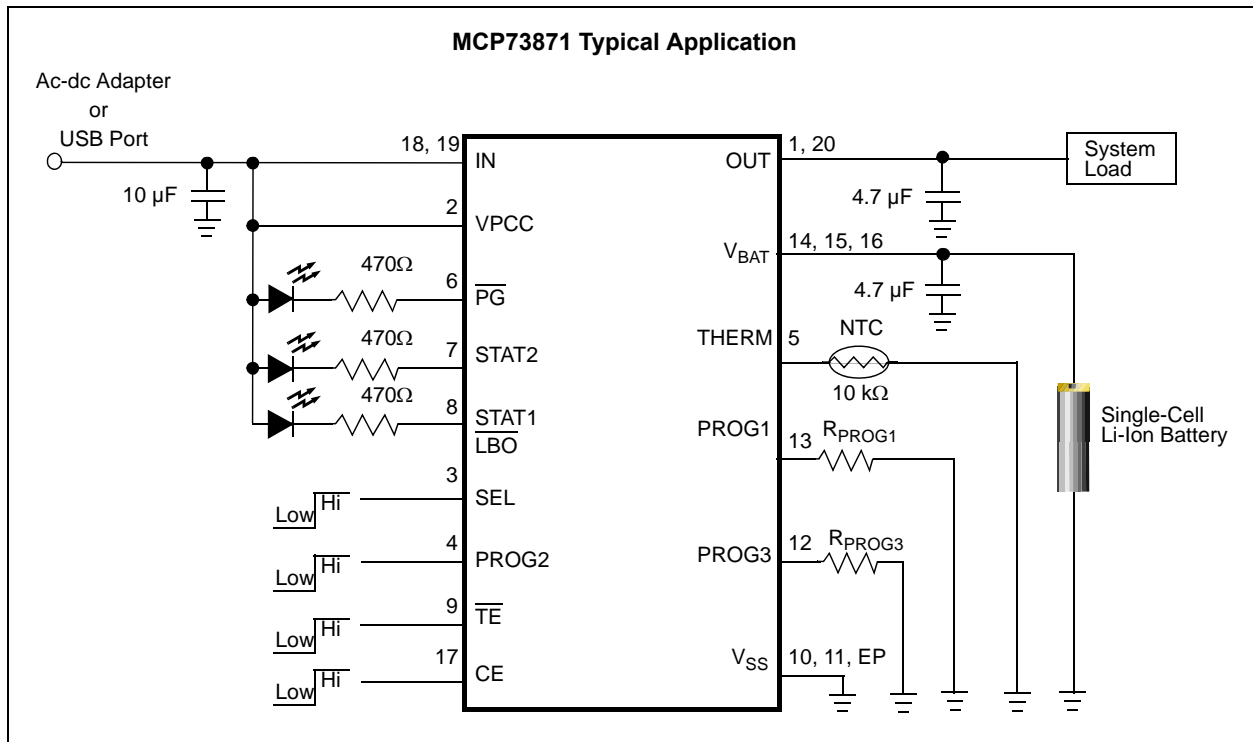 MCP73871 Typical Application
Ac-dc Adapter
or
USB Port
10 µF
18, 19
IN
2
VPCC
470Ω
6
PG
470Ω
7
STAT2
470Ω
8
STAT1
LBO
3
SEL
Low Hi
4
PROG2
Low Hi
9
TE
Low Hi
17
CE
Low Hi
OUT
1, 20
System
Load
4.7 µF
VBAT
14, 15, 16
4.7 µF
THERM
5
NTC
10 kΩ
PROG1
13
RPROG1
Single-Cell
Li-Ion Battery
PROG3
12
RPROG3
VSS
10, 11, EP